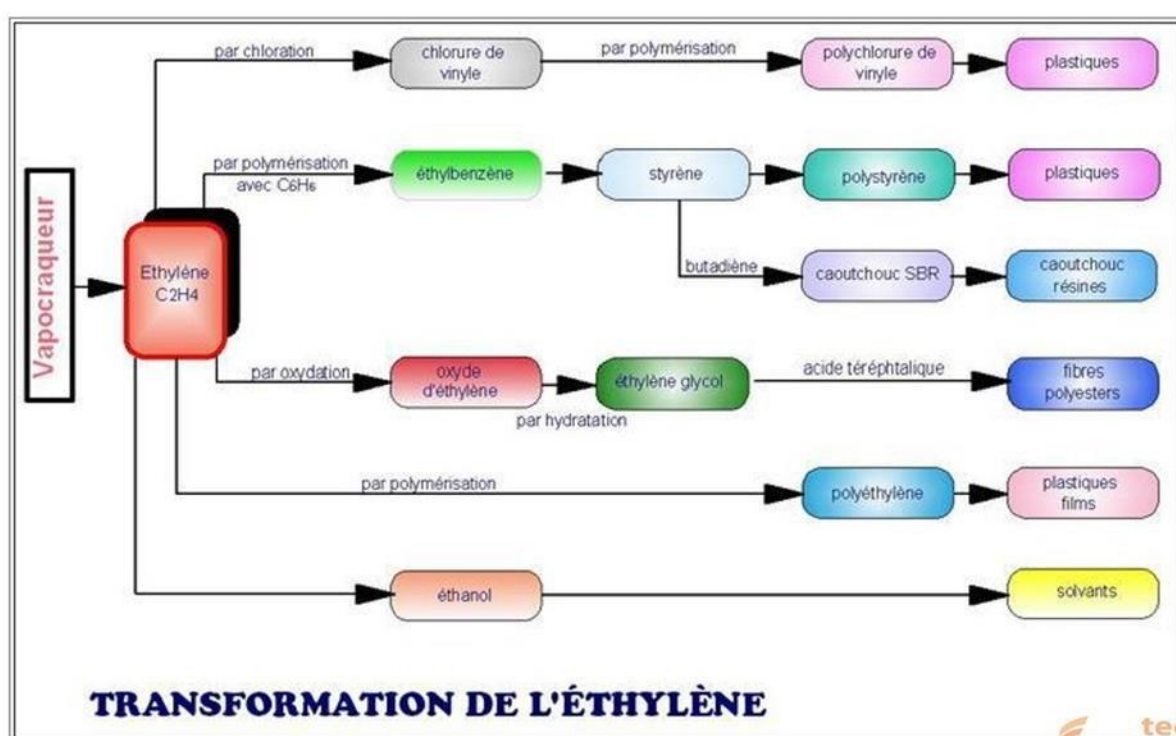 par chloration
chlorure de
vinyle
par polymérisation
polychlorure de
vinyle
plastiques
par polymérisation
avec C6H6
éthylbenzène
styrène
polystyrène
plastiques
Vapocraqueur
Ethylène
C2H4
butadiène
caoutchouc SBR
caoutchouc
résines
par oxydation
oxyde
d'éthylène
par hydratation
éthylène glycol
acide téréphtalique
fibres
polyesters
par polymérisation
polyéthylène
plastiques
films
éthanol
solvants
TRANSFORMATION DE L'ÉTHYLÈNE